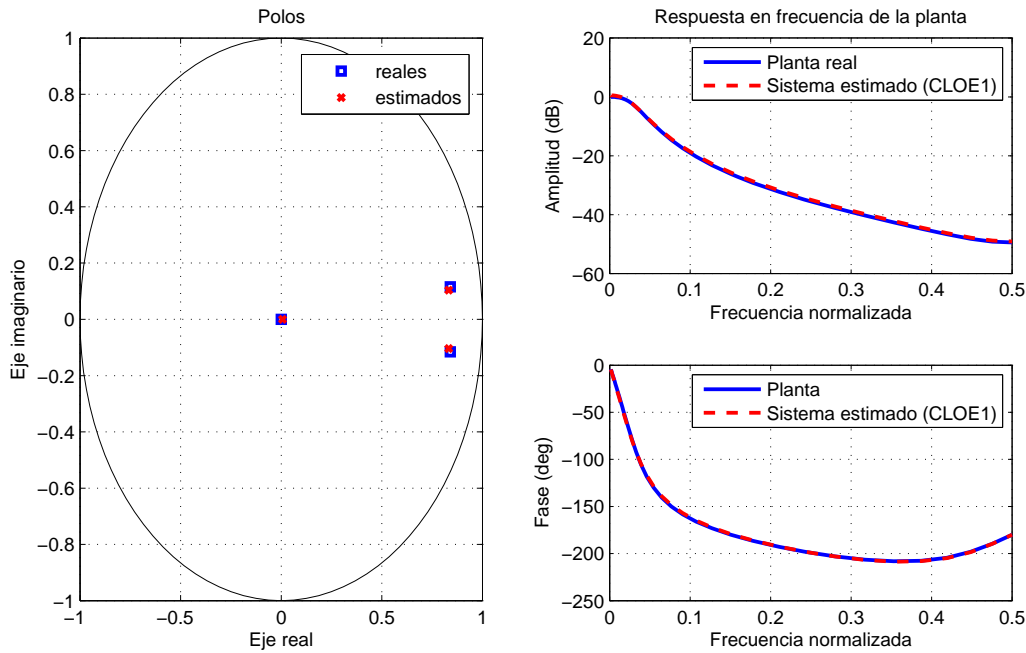 Polos
reales
estimados
1
0.8
0.6
0.4
0.2
0
−0.2
−0.4
−0.6
−0.8
−1
−1
−0.5
0
0.5
1
Eje imaginario
Eje real
Respuesta en frecuencia de la planta
Planta real
Sistema estimado (CLOE1)
20
0
−20
−40
−60
0
0.1
0.2
0.3
0.4
0.5
Amplitud (dB)
Frecuencia normalizada
Planta
Sistema estimado (CLOE1)
0
−50
−100
−150
−200
−250
0
0.1
0.2
0.3
0.4
0.5
Fase (deg)
Frecuencia normalizada